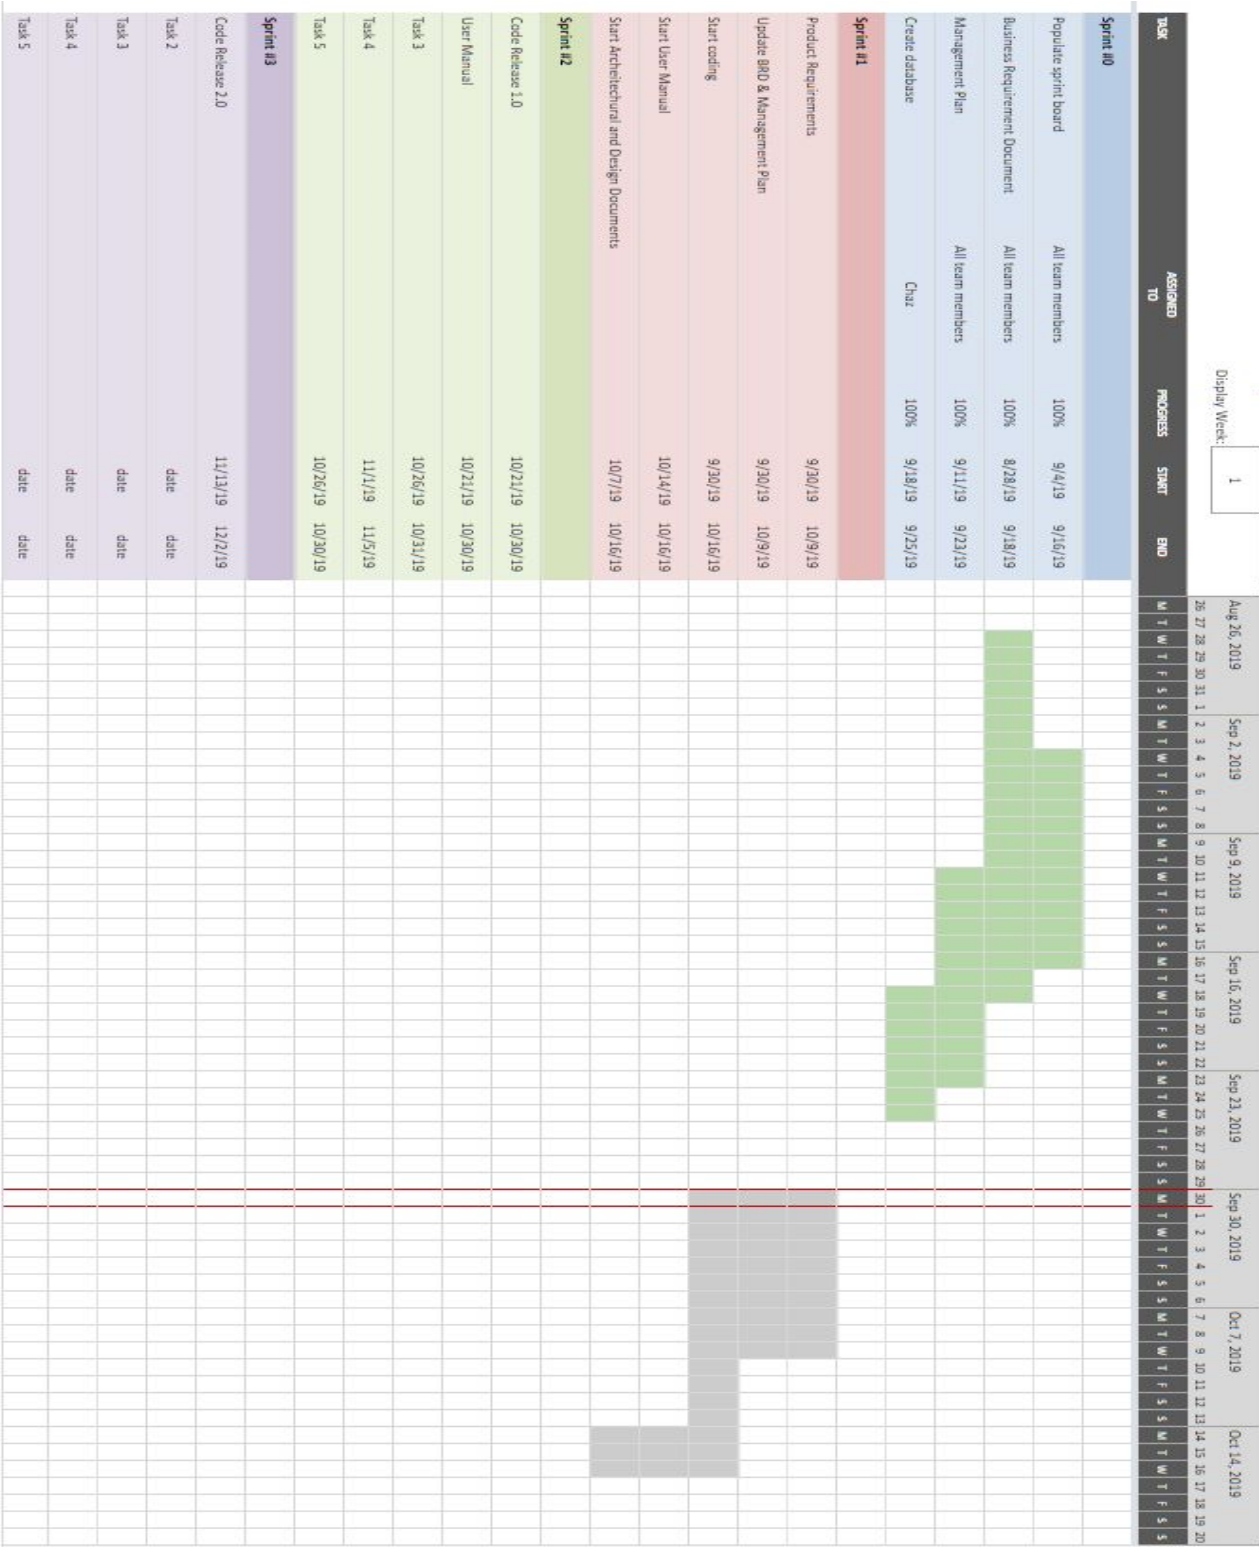 Display Week: 1
Aug 26, 2019 Sep 2, 2019 Sep 9, 2019 Sep 16, 2019 Sep 23, 2019 Sep 30, 2019 Oct 7, 2019 Oct 14, 2019
26 27 28 29 30 31 1 2 3 4 5 6 7 8 9 10 11 12 13 14 15 16 17 18 19 20 21 22 23 24 25 26 27 28 29 30 1 2 3 4 5 6 7 8 9 10 11 12 13 14 15 16 17 18 19 20
TASK ASSIGNED TO PROGRESS START END M T W T F S S M T W T F S S M T W T F S S M T W T F S S M T W T F S S M T W T F S S M T W T F S S M T W T F S S
Sprint #0
Populate sprint board All team members 100% 9/4/19 9/16/19
Business Requirement Document All team members 100% 8/28/19 9/18/19
Management Plan All team members 100% 9/11/19 9/23/19
Create database Chaz 100% 9/18/19 9/25/19
Sprint #1
Product Requirements 9/30/19 10/9/19
Update BRD & Management Plan 9/30/19 10/9/19
Start coding 9/30/19 10/16/19
Start User Manual 10/14/19 10/16/19
Start Archeitechural and Design Documents 10/7/19 10/16/19
Sprint #2
Code Release 1.0 10/21/19 10/30/19
User Manual 10/21/19 10/30/19
Task 3 10/26/19 10/31/19
Task 4 11/1/19 11/5/19
Task 5 10/26/19 10/30/19
Sprint #3
Code Release 2.0 11/13/19 12/2/19
Task 2 date date
Task 3 date date
Task 4 date date
Task 5 date date